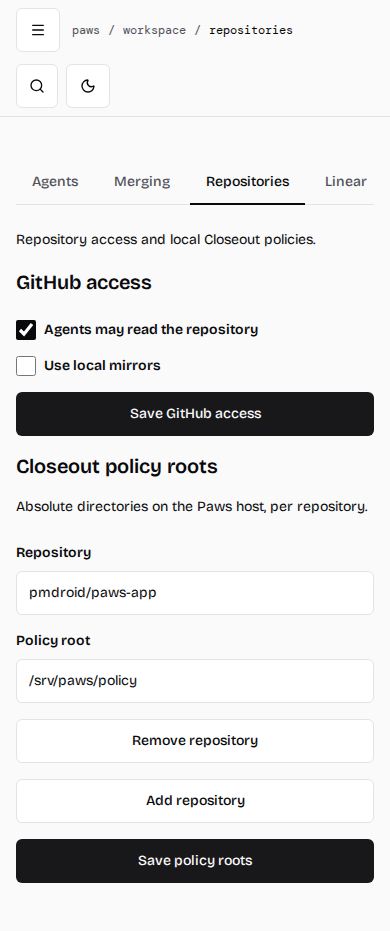 paws / workspace / repositories
Agents Merging Repositories Linear
Repository access and local Closeout policies.
GitHub access
Agents may read the repository
Use local mirrors
Save GitHub access
Closeout policy roots
Absolute directories on the Paws host, per repository.
Repository
pmdroid/paws-app
Policy root
/srv/paws/policy
Remove repository
Add repository
Save policy roots